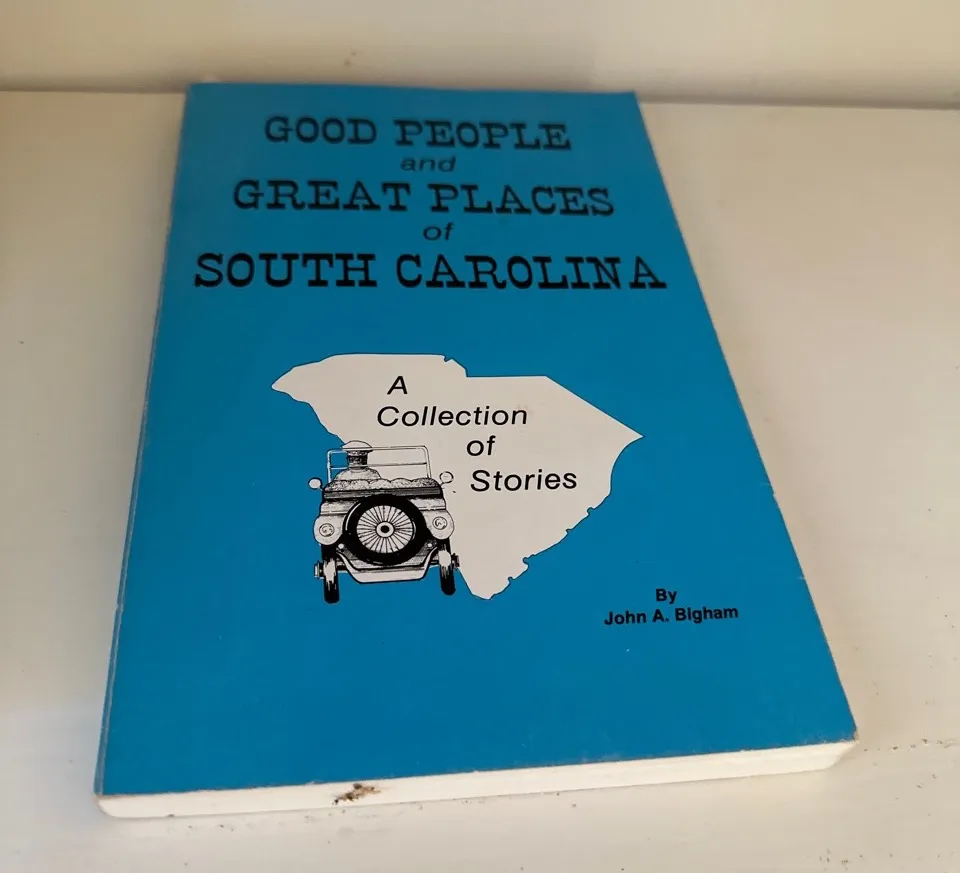 GOOD PEOPLE
and
GREAT PLACES
of
SOUTH CAROLINA
A
Collection
of
Stories
By
John A. Bigham